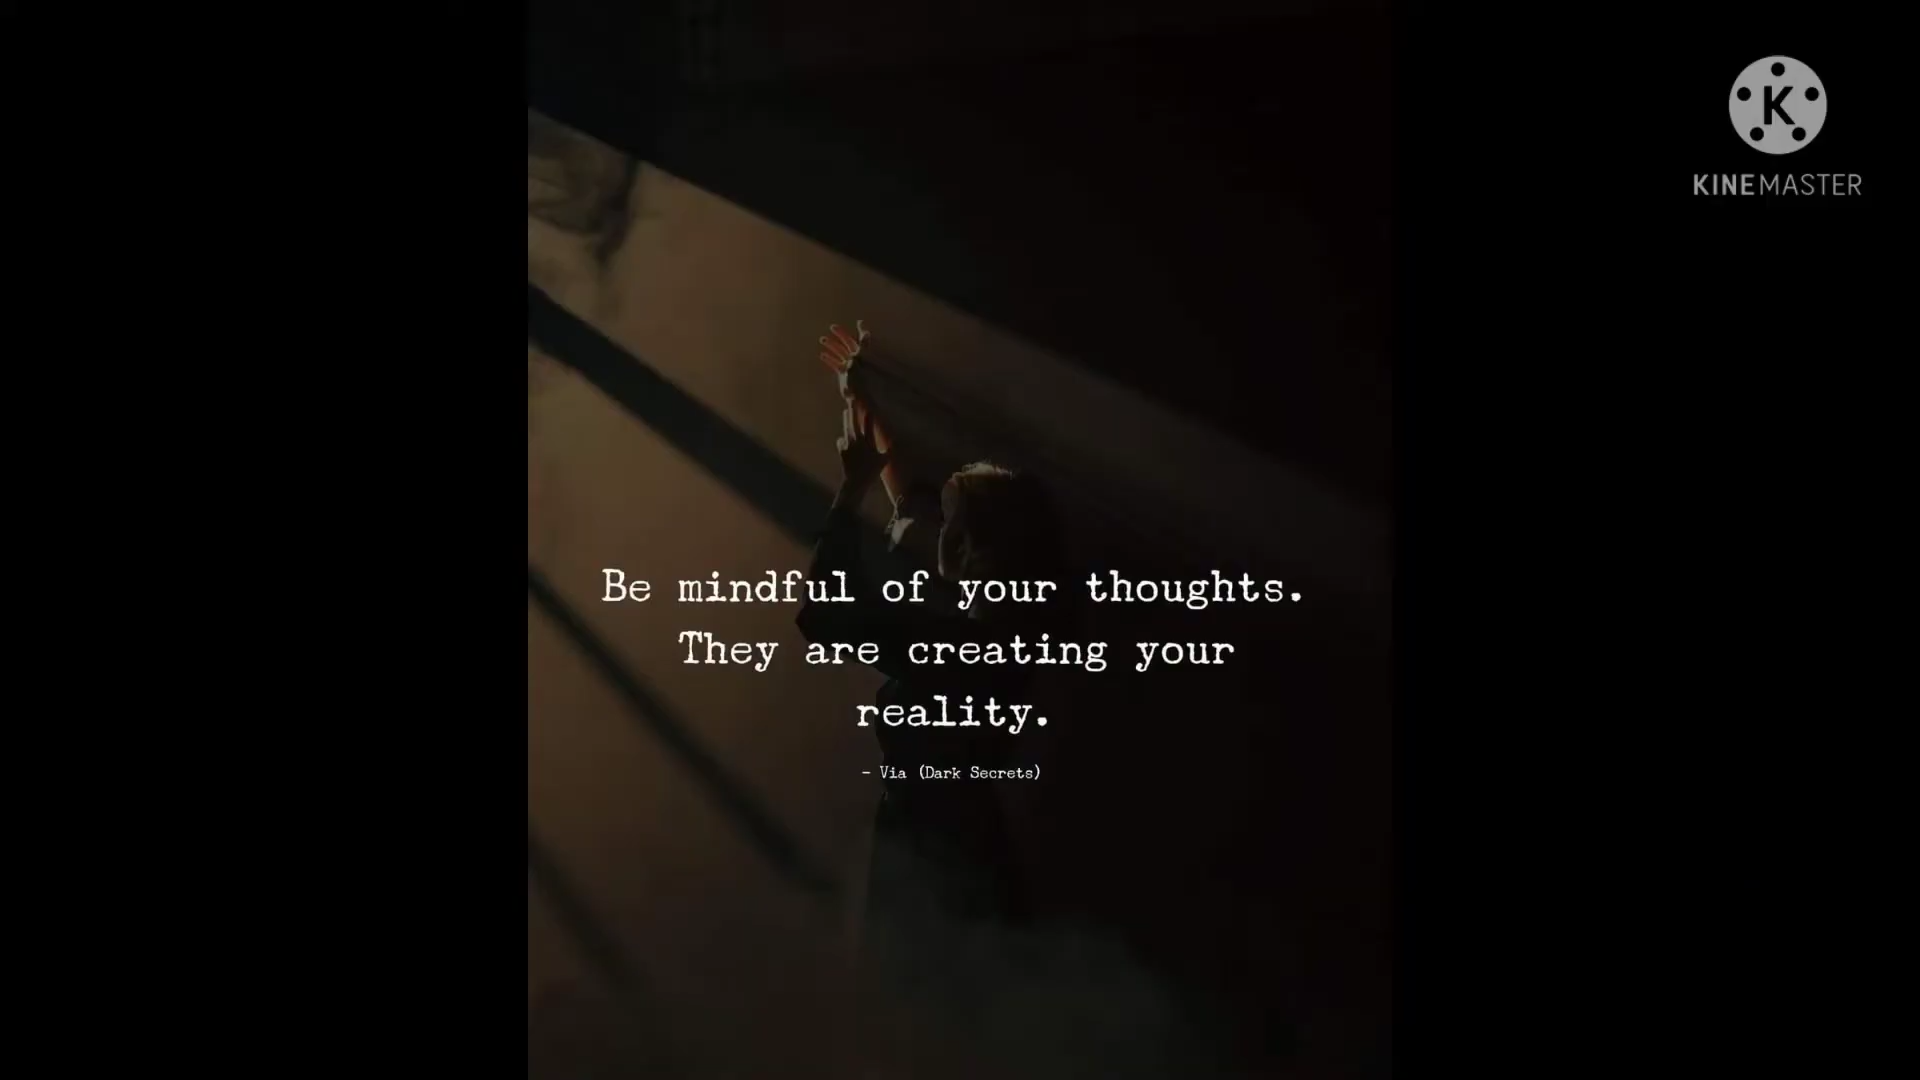 K
KINEMASTER
Be mindful of your thoughts.
They are creating your
reality.
- Via (Dark Secrets)